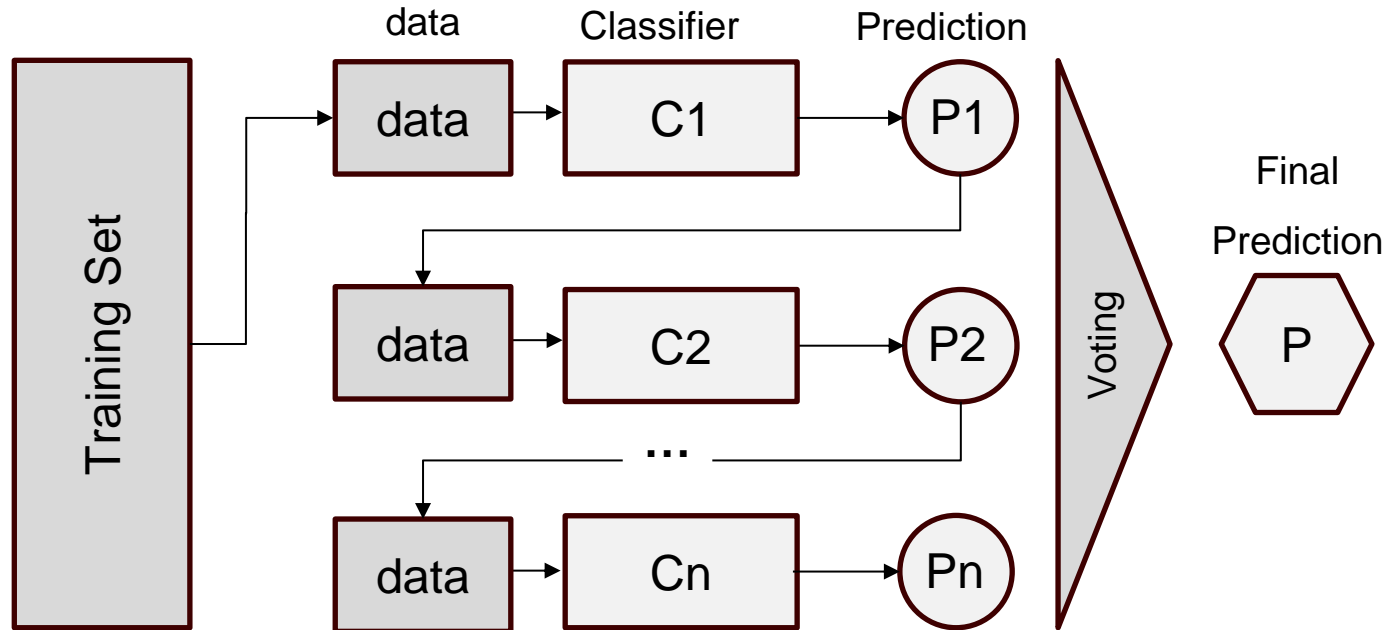 data
Classifier
Prediction
Training Set
data
C1
P1
Final
Prediction
data
C2
P2
Voting
P
...
data
Cn
Pn